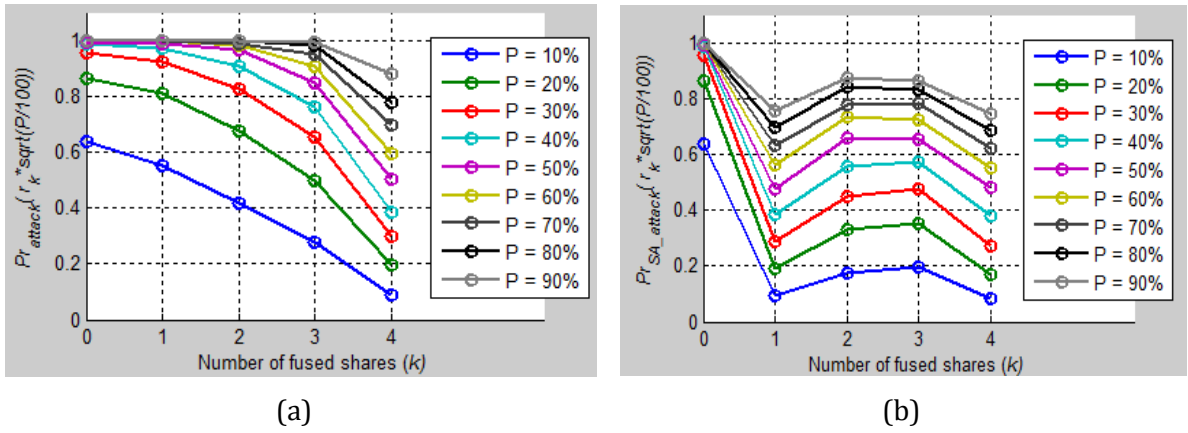 Pr_attack( r_k*sqrt(P/100))
1
0.8
0.6
0.4
0.2
0
0 1 2 3 4
Number of fused shares (k)
P = 10%
P = 20%
P = 30%
P = 40%
P = 50%
P = 60%
P = 70%
P = 80%
P = 90%
(a)
Pr_SA_attack( r_k*sqrt(P/100))
1
0.8
0.6
0.4
0.2
0
0 1 2 3 4
Number of fused shares (k)
P = 10%
P = 20%
P = 30%
P = 40%
P = 50%
P = 60%
P = 70%
P = 80%
P = 90%
(b)